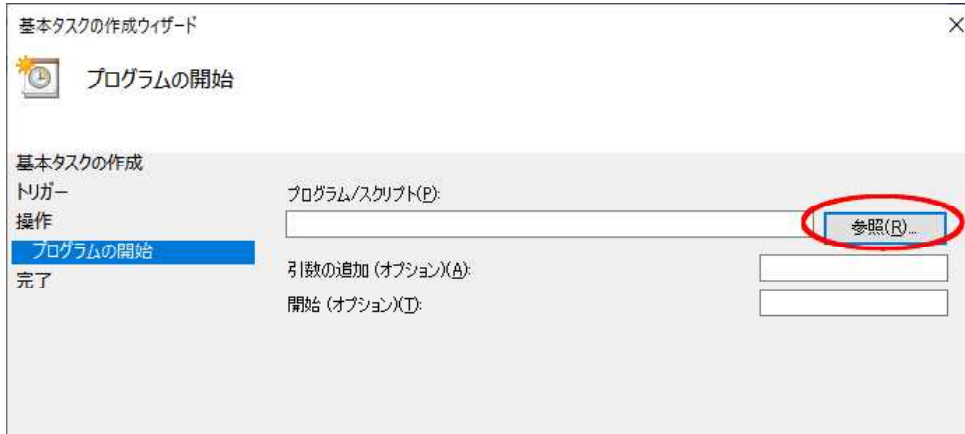 基本タスクの作成ウィザード
プログラムの開始
基本タスクの作成
トリガー
操作
プログラムの開始
完了
プログラム/スクリプト(P):
参照(R)...
引数の追加 (オプション)(A):
開始 (オプション)(T):